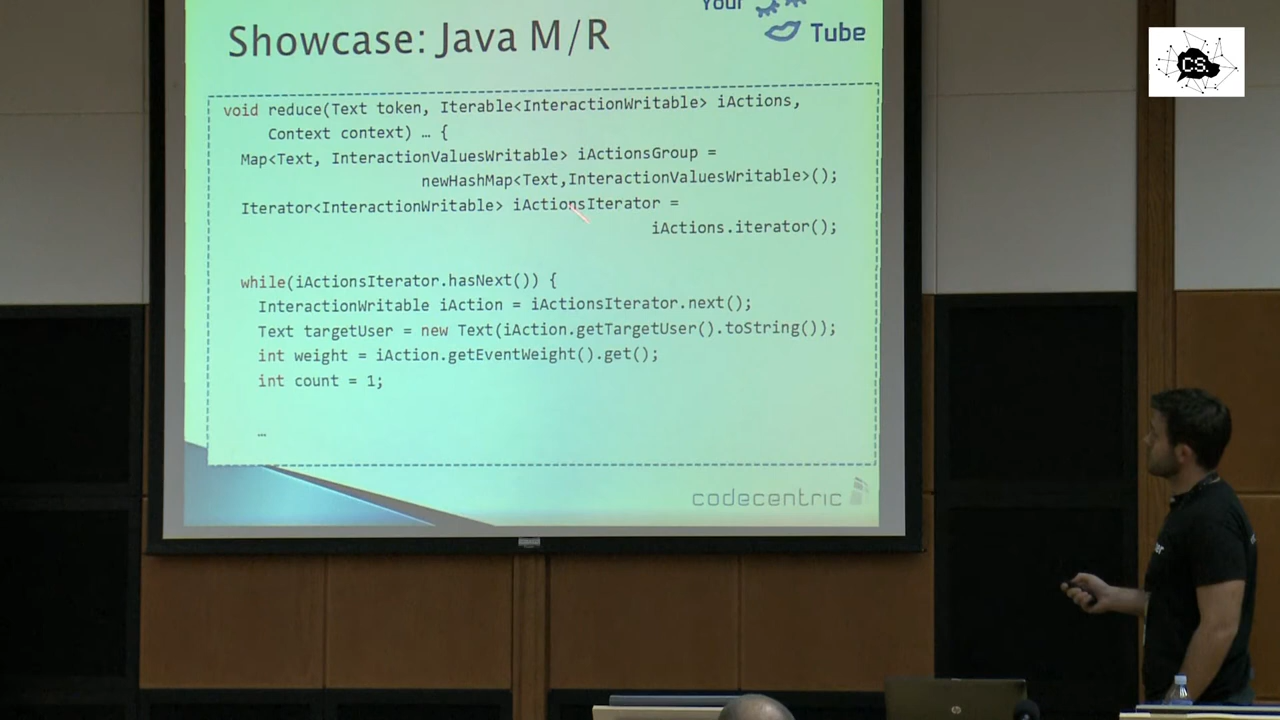 Your
Tube
Showcase: Java M/R
void reduce(Text token, Iterable<InteractionWritable> iActions,
Context context) … {
Map<Text, InteractionValuesWritable> iActionsGroup =
newHashMap<Text,InteractionValuesWritable>();
Iterator<InteractionWritable> iActionsIterator =
iActions.iterator();
while(iActionsIterator.hasNext()) {
InteractionWritable iAction = iActionsIterator.next();
Text targetUser = new Text(iAction.getTargetUser().toString());
int weight = iAction.getEventWeight().get();
int count = 1;
…
codecentric
CS.
hp